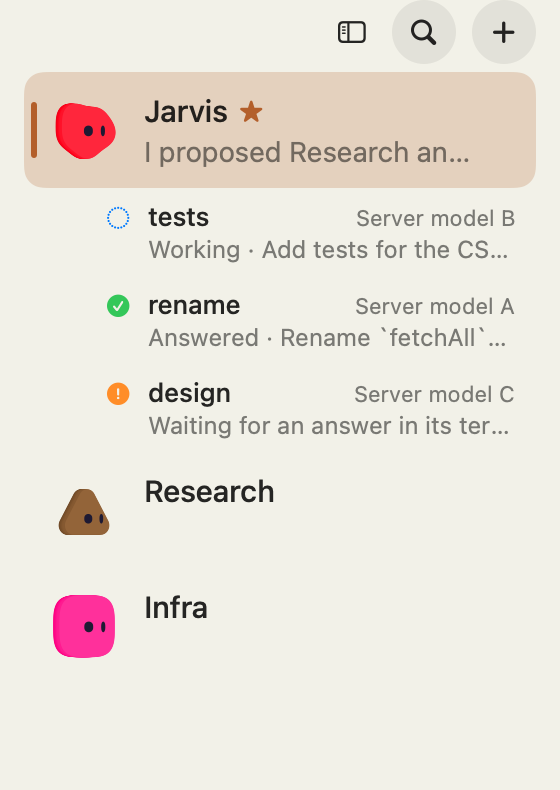 Jarvis
I proposed Research an...
tests Server model B
Working · Add tests for the CS...
rename Server model A
Answered · Rename `fetchAll`...
design Server model C
Waiting for an answer in its ter...
Research
Infra